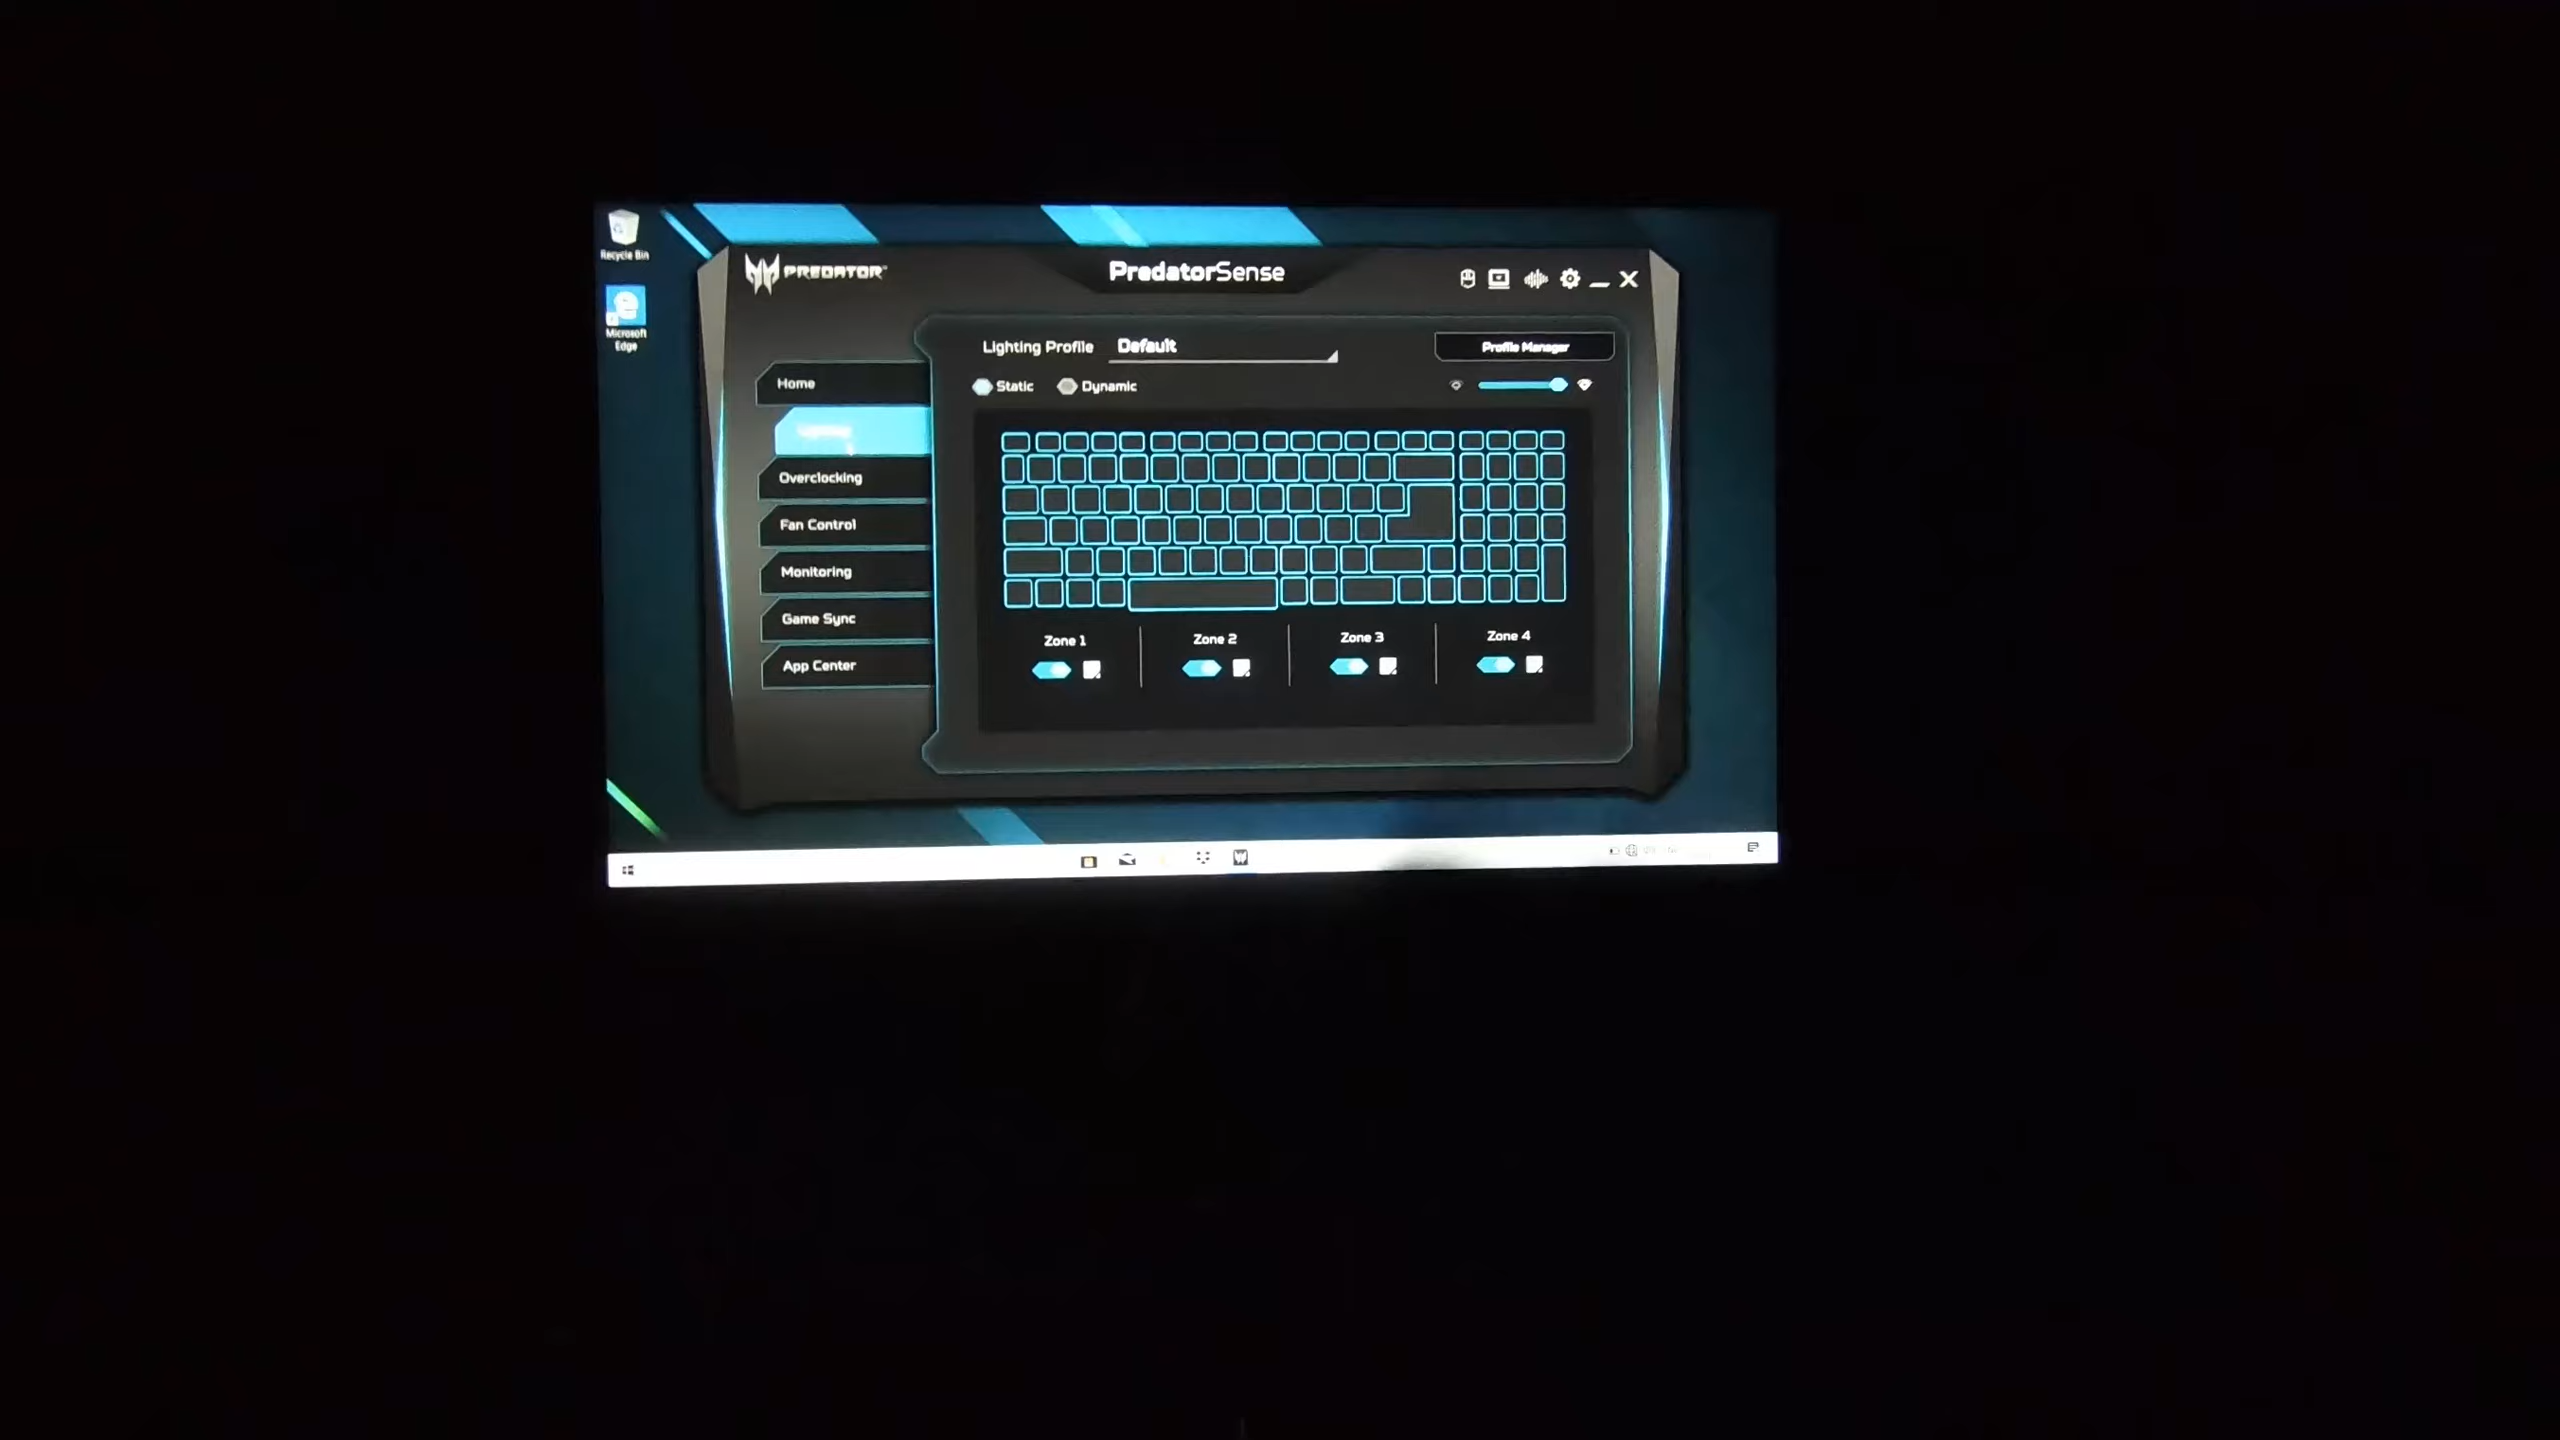 Recycle Bin
Microsoft
Edge
PREDATOR
PredatorSense
Lighting Profile
Default
Profile Manager
Static
Dynamic
Home
Lighting
Overclocking
Fan Control
Monitoring
Game Sync
App Center
Zone 1
Zone 2
Zone 3
Zone 4